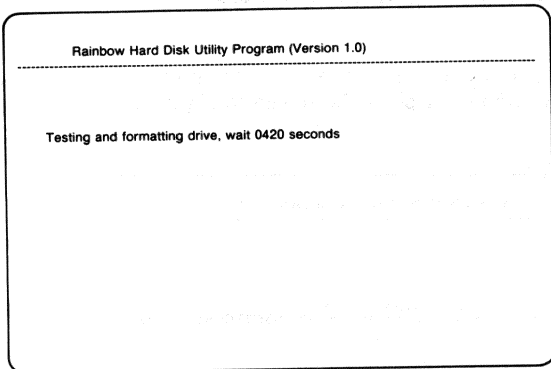 Rainbow Hard Disk Utility Program (Version 1.0)
Testing and formatting drive, wait 0420 seconds